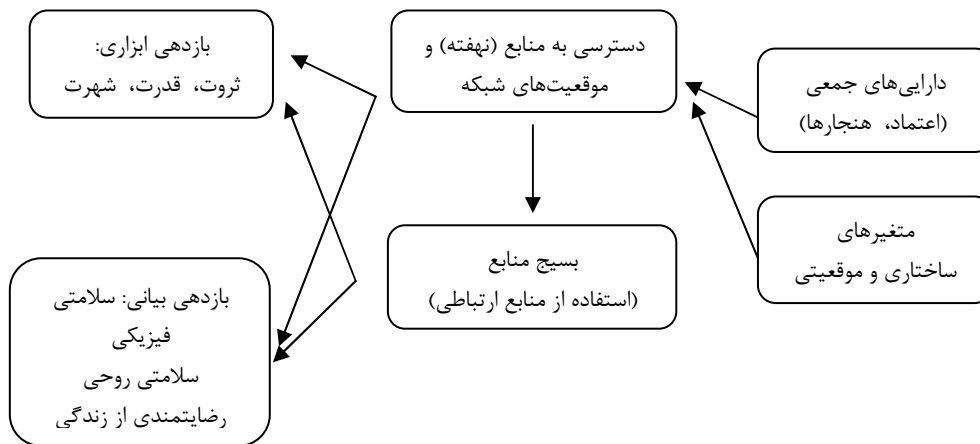 دارایی‌های جمعی
(اعتماد، هنجارها)
متغیرهای
ساختاری و موقعیتی
دسترسی به منابع (نهفته) و
موقعیت‌های شبکه
بسیج منابع
(استفاده از منابع ارتباطی)
بازدهی ابزاری:
ثروت، قدرت، شهرت
بازدهی بیانی: سلامتی
فیزیکی
سلامتی روحی
رضایتمندی از زندگی